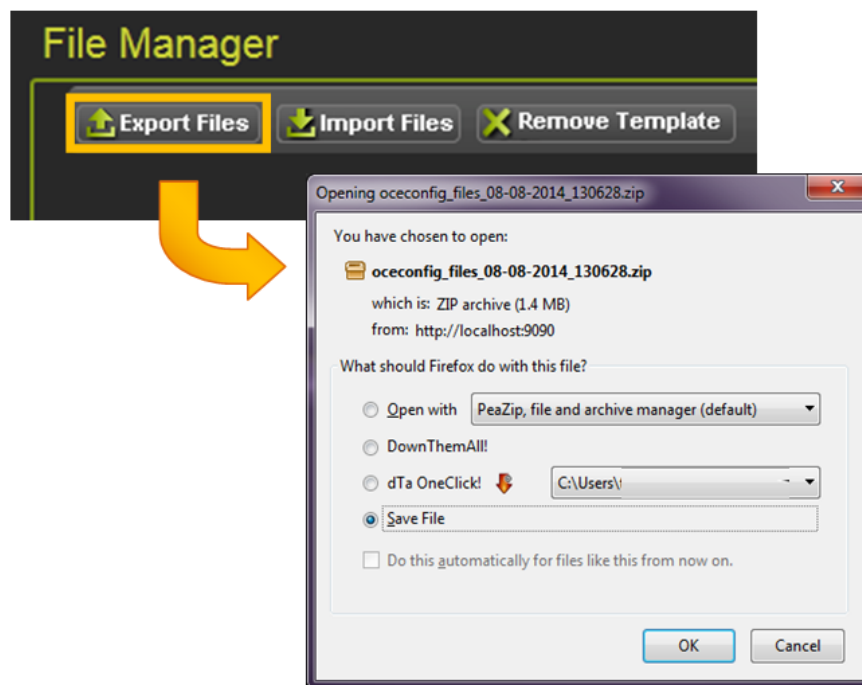 File Manager
Export Files Import Files Remove Template
Opening oceconfig_files_08-08-2014_130628.zip
You have chosen to open:
oceconfig_files_08-08-2014_130628.zip
which is: ZIP archive (1.4 MB)
from: http://localhost:9090
What should Firefox do with this file?
Open with PeaZip, file and archive manager (default)
DownThemAll!
dTa OneClick! C:\Users\
Save File
Do this automatically for files like this from now on.
OK Cancel